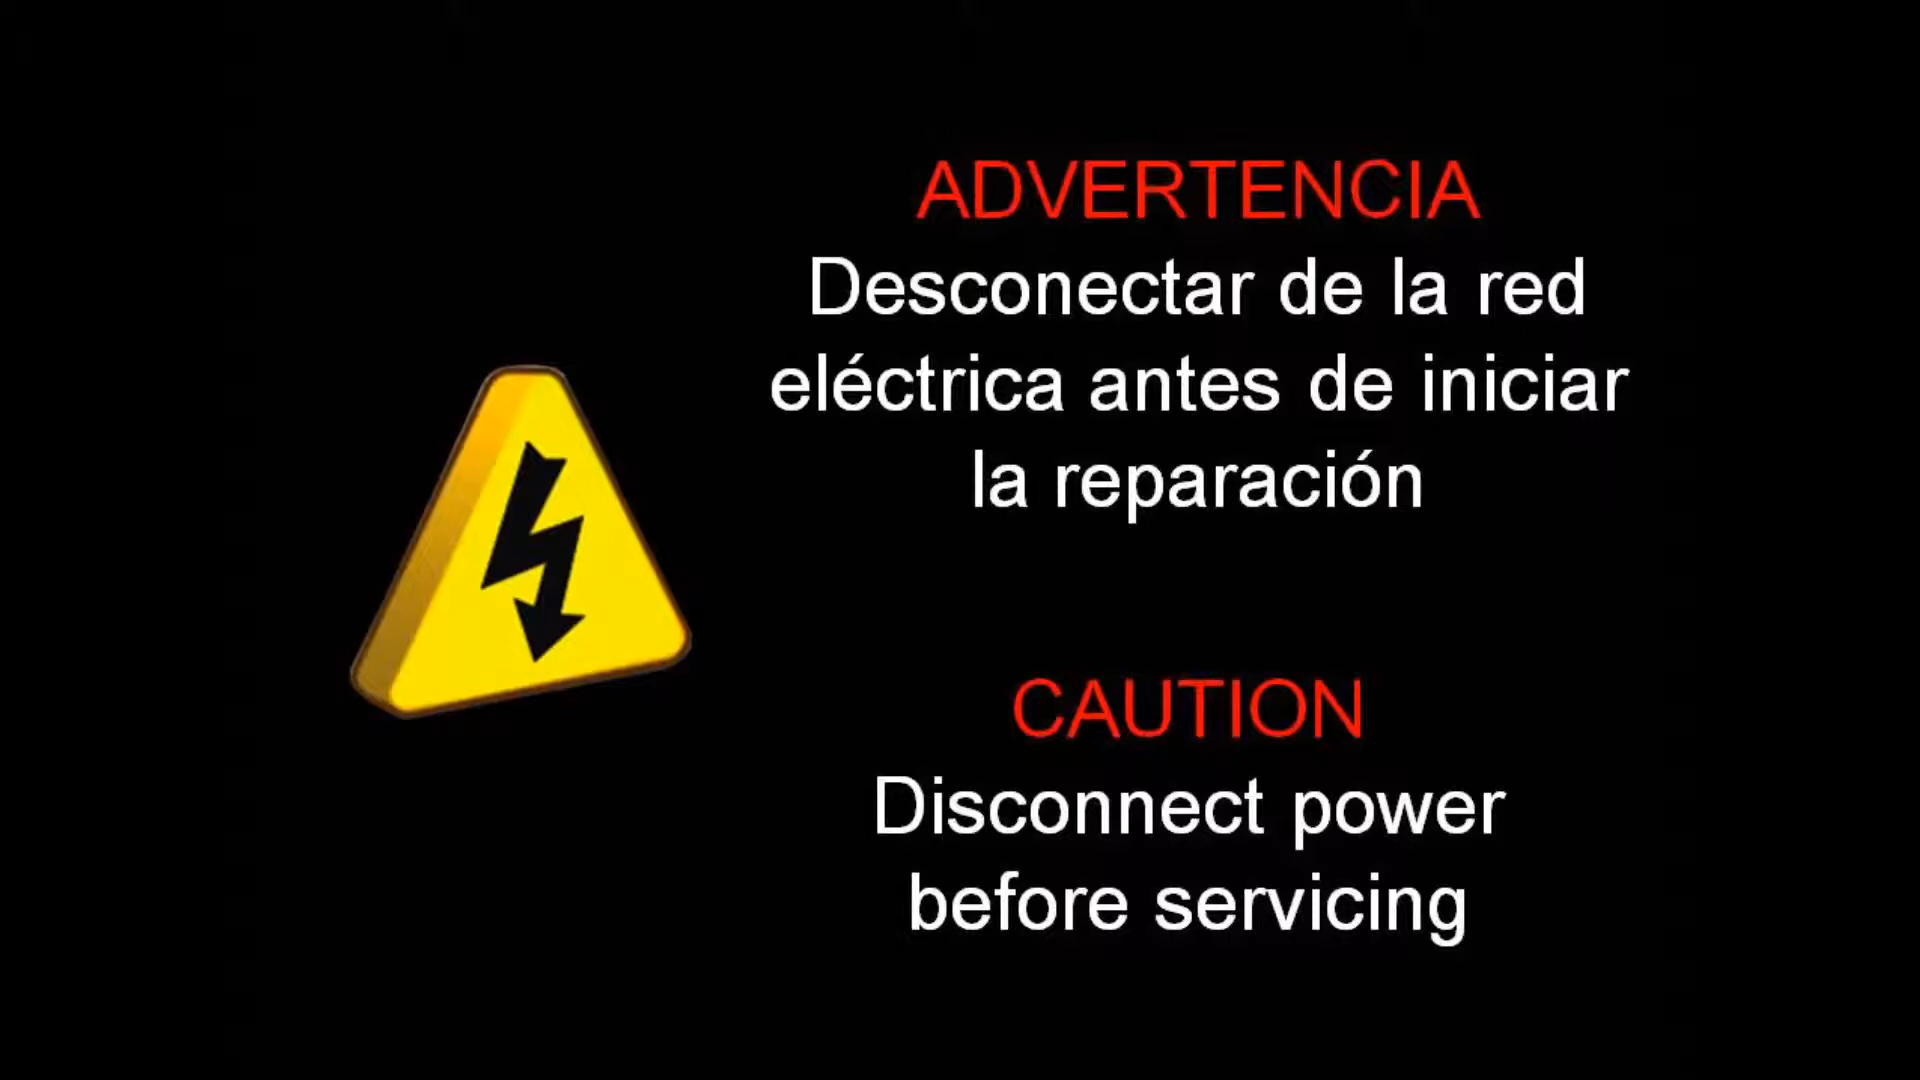 ADVERTENCIA
Desconectar de la red
eléctrica antes de iniciar
la reparación
CAUTION
Disconnect power
before servicing